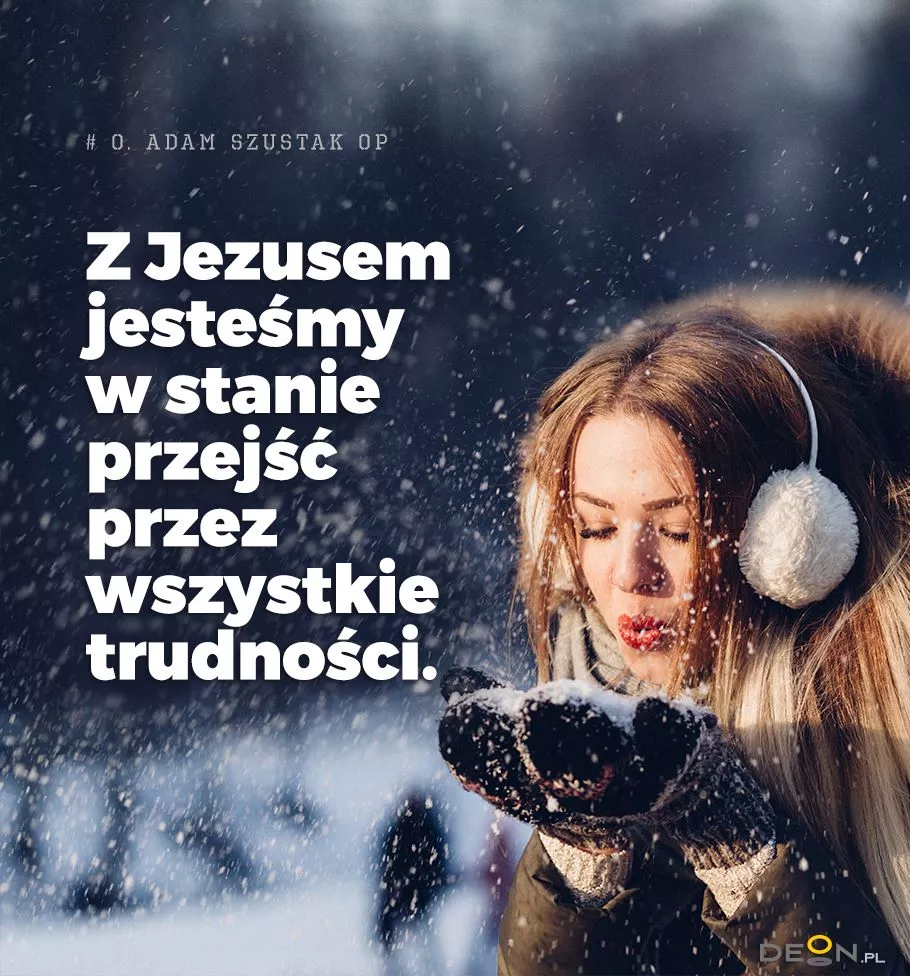 # O. ADAM SZUSTAK OP
Z Jezusem
jesteśmy
w stanie
przejść
przez
wszystkie
trudności.
DEON.PL